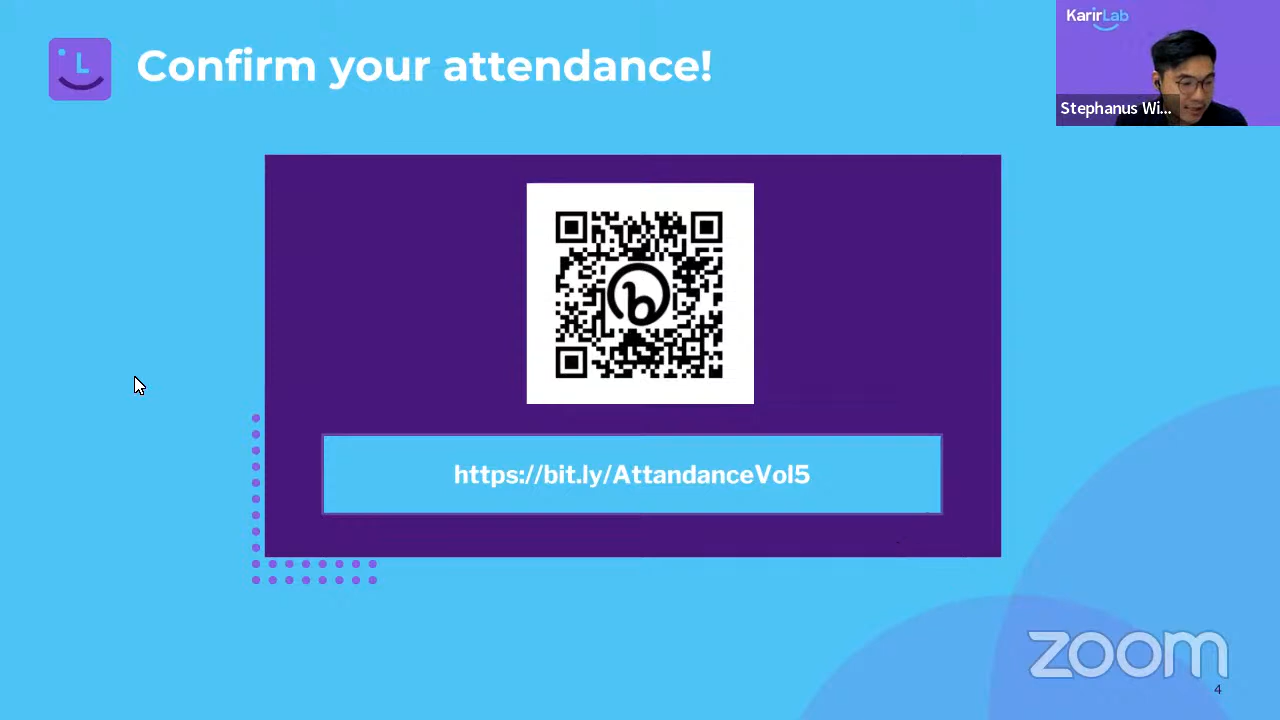 L
Confirm your attendance!
KarirLab
Stephanus Wi...
b
https://bit.ly/AttandanceVol5
zoom
4